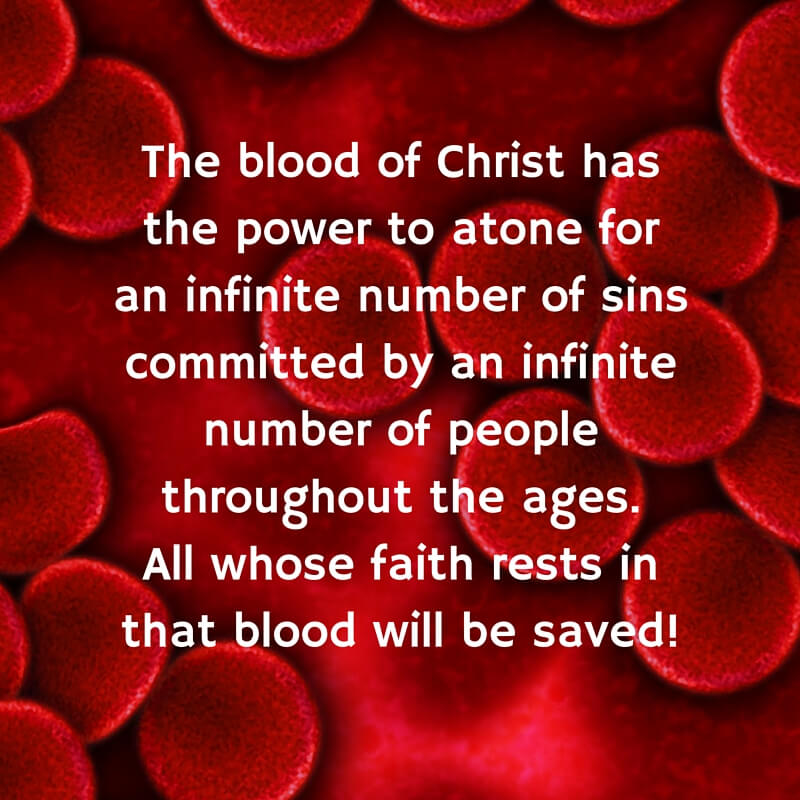 The blood of Christ has
the power to atone for
an infinite number of sins
committed by an infinite
number of people
throughout the ages.
All whose faith rests in
that blood will be saved!